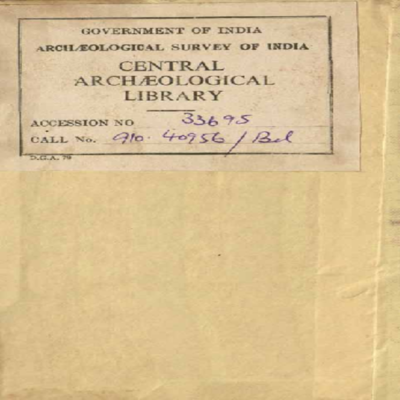 GOVERNMENT OF INDIA
ARCHÆOLOGICAL SURVEY OF INDIA
CENTRAL
ARCHÆOLOGICAL
LIBRARY
ACCESSION NO 33695
CALL No. 910.40956/Bel
D.G.A. 79